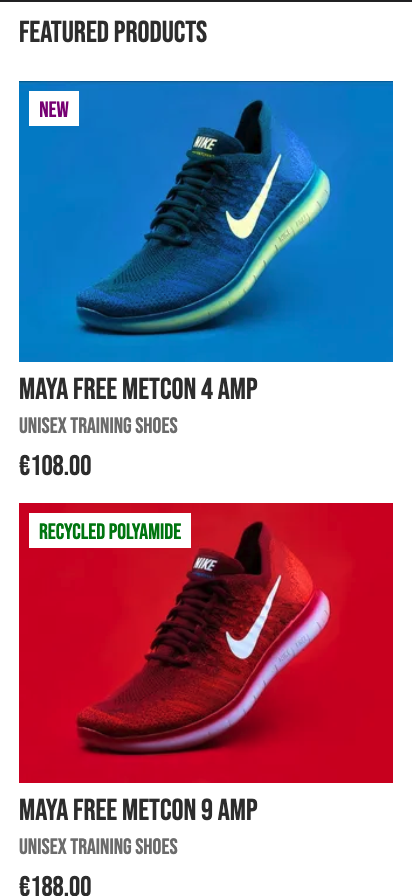 FEATURED PRODUCTS
NEW
NIKE
MAYA FREE METCON 4 AMP
UNISEX TRAINING SHOES
€108.00
RECYCLED POLYAMIDE
NIKE
MAYA FREE METCON 9 AMP
UNISEX TRAINING SHOES
€188.00